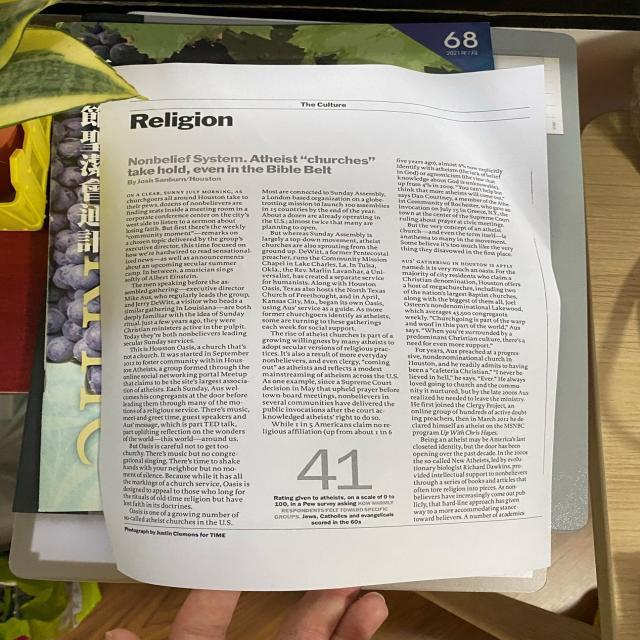 68
2021年7月
The Culture
Religion
Nonbelief System. Atheist “churches”
take hold, even in the Bible Belt
By Josh Sanburn/Houston
ON A CLEAR, SUNNY JULY MORNING, AS
churchgoers all around Houston take to
their pews, dozens of nonbelievers are
finding seats inside a meeting room at a
corporate conference center on the city's
west side to listen to a sermon about
losing faith. But first there's the weekly
"community moment"—remarks on
a chosen topic delivered by the group's
executive director, this time focused on
how we're hardwired to read sensational
bad news—as well as announcements
about an upcoming secular summer
camp. In between, a musician sings
softly of Albert Einstein.
The men speaking before the as-
sembled gathering—executive director
Mike Aus, who regularly leads the group,
and Jerry DeWitt, a visitor who heads a
similar gathering in Louisiana—are both
deeply familiar with the idea of Sunday
ritual. Just a few years ago, they were
Christian ministers active in the pulpit.
Today they're both nonbelievers leading
secular Sunday services.
This is Houston Oasis, a church that's
not a church. It was started in September
2012 to foster community within Hous-
ton Atheists, a group formed through the
online social networking portal Meetup
that claims to be the site's largest associa-
tion of atheists. Each Sunday, Aus wel-
comes his congregants at the door before
leading them through many of the mo-
tions of a religious service. There's music,
meet and greet time, guest speakers and
Aus' message, which is part TED talk,
part uplifting reflection on the wonders
of the world—this world—around us.
But Oasis is careful not to get too
churchy. There's music but no congre-
gational singing. There's time to shake
hands with your neighbor but no mo-
ment of silence. Because while it has all
the markings of a church service, Oasis is
designed to appeal to those who long for
the rituals of old-time religion but have
lost faith in its doctrines.
Oasis is one of a growing number of
so-called atheist churches in the U.S.
Most are connected to Sunday Assembly,
a London based organization on a globe-
trotting mission to launch 100 assemblies
in 15 countries by the end of the year.
About a dozen are already operating in
the U.S., almost twice that many are
planning to open.
But whereas Sunday Assembly is
largely a top-down movement, atheist
churches are also sprouting from the
ground up. DeWitt, a former Pentecostal
preacher, runs the Community Mission
Chapel in Lake Charles, La. In Tulsa,
Okla., the Rev. Marlin Lavanhar, a Uni-
versalist, has created a separate service
for humanists. Along with Houston
Oasis, Texas also hosts the North Texas
Church of Freethought, and in April,
Kansas City, Mo., began its own Oasis,
using Aus' service as a guide. As more
former churchgoers identify as atheists,
some are turning to these gatherings
each week for social support.
The rise of atheist churches is part of a
growing willingness by many atheists to
adopt secular versions of religious prac-
tices. It's also a result of more everyday
nonbelievers, and even clergy, "coming
out" as atheists and reflects a modest
mainstreaming of atheism across the U.S.
As one example, since a Supreme Court
decision in May that upheld prayer before
town-board meetings, nonbelievers in
several communities have delivered the
public invocations after the court ac-
knowledged atheists' right to do so.
While 1 in 5 Americans claim no re-
ligious affiliation (up from about 1 in 6
41
Rating given to atheists, on a scale of 0 to
100, in a Pew survey asking HOW WARMLY
RESPONDENTS FELT TOWARD SPECIFIC
GROUPS. Jews, Catholics and evangelicals
scored in the 60s
five years ago), almost 6% now explicitly
identify with atheism (the lack of belief
in God) or agnosticism (the view that
knowledge about God is unknowable),
up from 4% in 2009. "You can't help but
think that more atheists will come out,"
says Dan Courtney, a member of the Athe-
ist Community of Rochester, who gave an
invocation on July 15 in Greece, N.Y., the
town at the center of the Supreme Court
ruling about prayer at civic meetings.
But the very concept of an atheist
church—and even the term itself—is
anathema to many in the movement.
Some believe it's too much like the very
thing they disavowed in the first place.
AUS' GATHERING IN HOUSTON IS APTLY
named: It is very much an oasis. For the
majority of city residents who claim a
Christian denomination, Houston offers
a host of megachurches, including two
of the nation's largest Baptist churches,
along with the biggest of them all, Joel
Osteen's nondenominational Lakewood,
which averages 43,500 congregants
weekly. "Churchgoing is part of the warp
and woof in this part of the world," Aus
says. "When you're surrounded by a
predominant Christian culture, there's a
need for even more support."
For years, Aus preached at a progres-
sive, nondenominational church in
Houston, and he readily admits to having
been a "cafeteria Christian." "I never be-
lieved in hell," he says. "Ever." He always
loved going to church and the commu-
nity it nurtured, but by the late 2000s Aus
realized he needed to leave the ministry.
He first joined the Clergy Project, an
online group of hundreds of active doubt-
ing preachers, then in March 2012 he de-
clared himself an atheist on the MSNBC
program Up With Chris Hayes.
Being an atheist may be America's last
closeted identity, but the door has been
opening over the past decade. In the 2000s
the so-called New Atheists, led by evolu-
tionary biologist Richard Dawkins, pro-
vided intellectual support to nonbelievers
through a series of books and articles that
often tore religion into pieces. As non-
believers have increasingly come out pub-
licly, that hard-line approach has given
way to a more accommodating stance
toward believers. A number of academics
Photograph by Justin Clemons for TIME